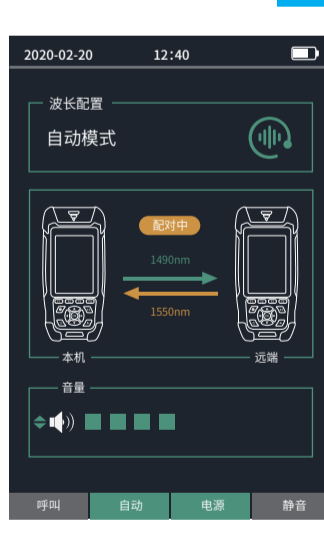 2020-02-20 12:40
波长配置
自动模式
配对中
1490nm
1550nm
本机 远端
音量
呼叫 自动 电源 静音